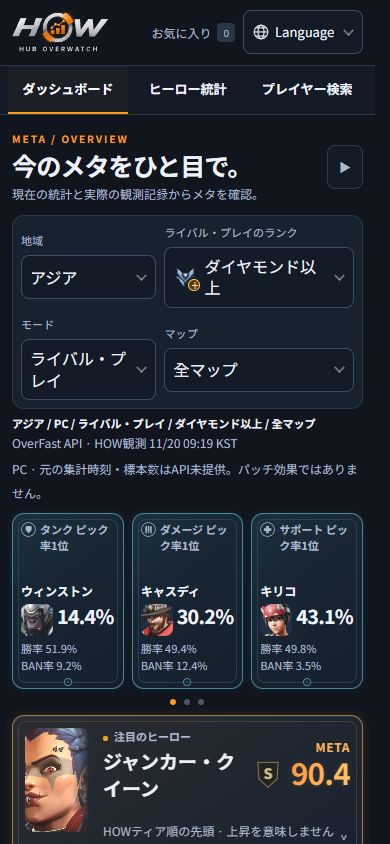 HOW
HUB OVERWATCH
お気に入り 0
Language
ダッシュボード ヒーロー統計 プレイヤー検索
META / OVERVIEW
今のメタをひと目で。
現在の統計と実際の観測記録からメタを確認。
地域
アジア
ライバル・プレイのランク
ダイヤモンド以
上
モード
ライバル・プ
レイ
マップ
全マップ
アジア / PC / ライバル・プレイ / ダイヤモンド以上 / 全マップ
OverFast API · HOW観測 11/20 09:19 KST
PC · 元の集計時刻・標本数はAPI未提供。パッチ効果ではありま
せん。
タンク ピック
率1位
ウィンストン
14.4%
勝率 51.9%
BAN率 9.2%
ダメージ ピッ
ク率1位
キャスディ
30.2%
勝率 49.4%
BAN率 12.4%
サポート ピッ
ク率1位
キリコ
43.1%
勝率 49.8%
BAN率 3.5%
注目のヒーロー
ジャンカー・ク
イーン
S
META
90.4
HOWティア順の先頭・上昇を意味しません